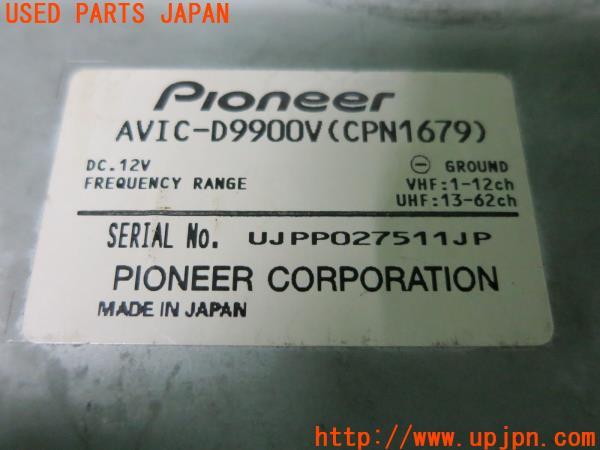 USED PARTS JAPAN
Pioneer
AVIC-D9900V(CPN1679)
DC.12V ⊖ GROUND
FREQUENCY RANGE VHF:1-12ch
UHF:13-62ch
SERIAL No. UJPP027511JP
PIONEER CORPORATION
MADE IN JAPAN
http://www.upjpn.com/